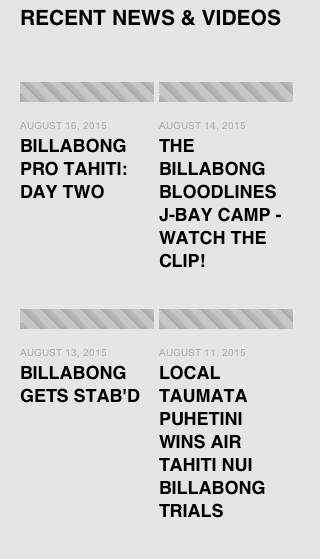 RECENT NEWS & VIDEOS
AUGUST 16, 2015
BILLABONG
PRO TAHITI:
DAY TWO
AUGUST 14, 2015
THE
BILLABONG
BLOODLINES
J-BAY CAMP -
WATCH THE
CLIP!
AUGUST 13, 2015
BILLABONG
GETS STAB'D
AUGUST 11, 2015
LOCAL
TAUMATA
PUHETINI
WINS AIR
TAHITI NUI
BILLABONG
TRIALS